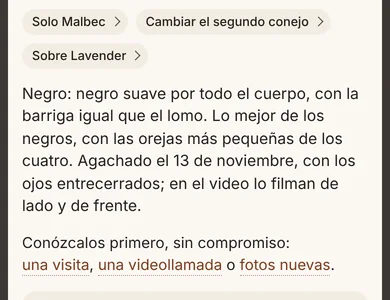 Solo Malbec
Cambiar el segundo conejo
Sobre Lavender
Negro: negro suave por todo el cuerpo, con la
barriga igual que el lomo. Lo mejor de los
negros, con las orejas más pequeñas de los
cuatro. Agachado el 13 de noviembre, con los
ojos entrecerrados; en el video lo filman de
lado y de frente.
Conózcalos primero, sin compromiso:
una visita, una videollamada o fotos nuevas.